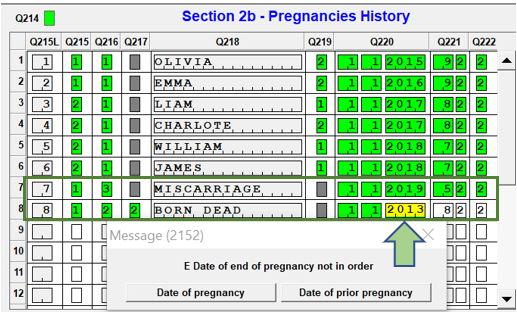 Section 2b - Pregnancies History
Q214
Q215L Q215 Q216 Q217 Q218 Q219 Q220 Q221 Q222
1 1 1 1 OLIVIA 2 1 1 2015 9 2 2
2 2 1 1 EMMA 2 1 1 2016 9 2 2
3 3 2 1 LIAM 1 1 1 2017 8 2 2
4 4 2 1 CHARLOTE 2 1 1 2017 8 2 2
5 5 2 1 WILLIAM 1 1 1 2018 7 2 2
6 6 2 1 JAMES 1 1 1 2018 7 2 2
7 7 1 3 MISCARRIAGE 1 1 2019 5 2 2
8 8 1 2 2 BORN DEAD 1 1 2013 8 2 2
9
10
11
12
Message (2152)
E Date of end of pregnancy not in order
Date of pregnancy Date of prior pregnancy